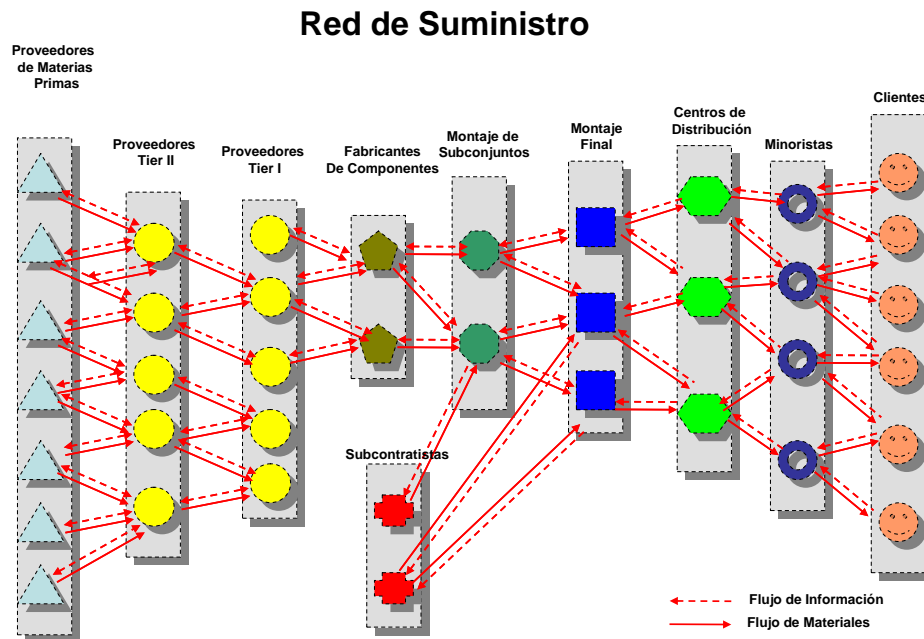 Red de Suministro
Proveedores
de Materias
Primas
Proveedores
Tier II
Proveedores
Tier I
Fabricantes
De Componentes
Montaje de
Subconjuntos
Montaje
Final
Centros de
Distribución
Minoristas
Clientes
Subcontratistas
Flujo de Información
Flujo de Materiales